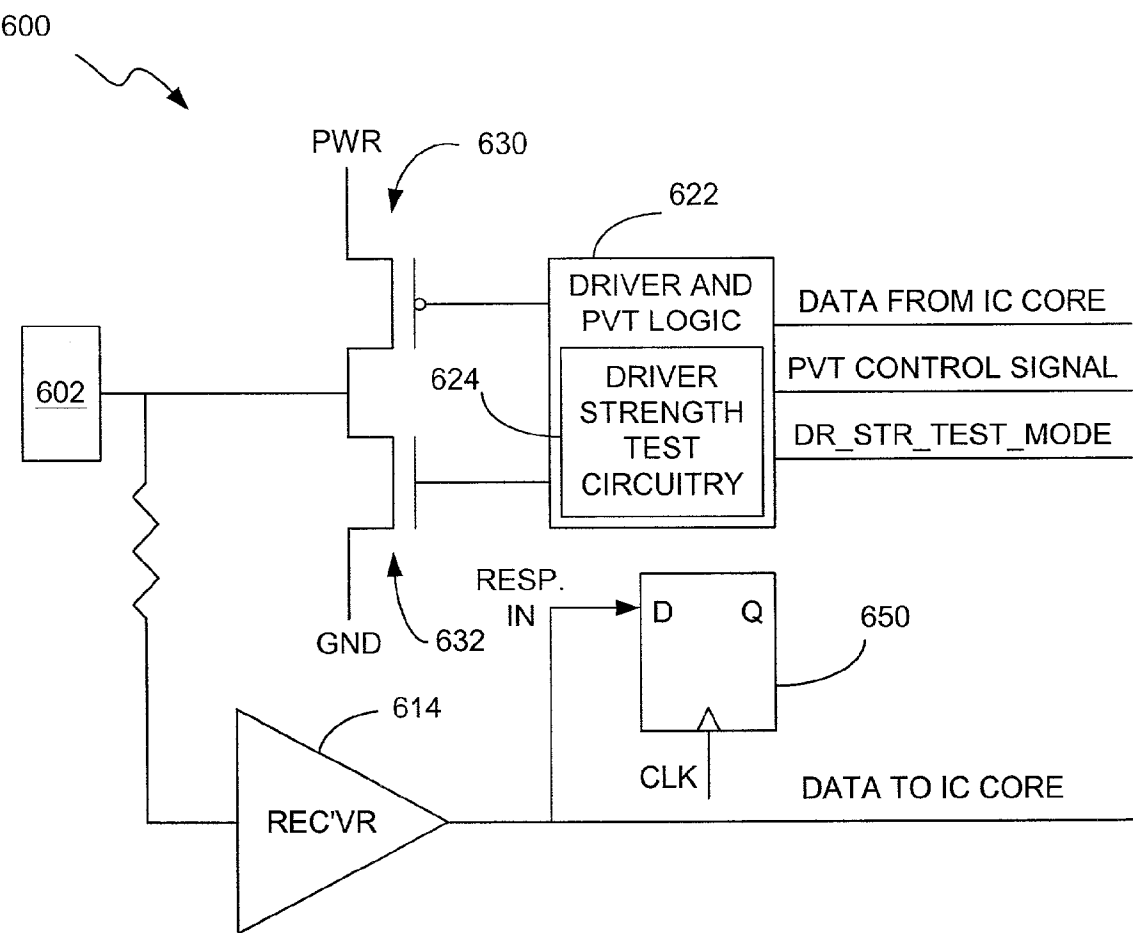 600
PWR
630
622
DRIVER AND
PVT LOGIC
DATA FROM IC CORE
602
624
DRIVER
STRENGTH
TEST
CIRCUITRY
PVT CONTROL SIGNAL
DR_STR_TEST_MODE
RESP.
IN
D Q
650
GND
632
614
CLK
REC'VR
DATA TO IC CORE